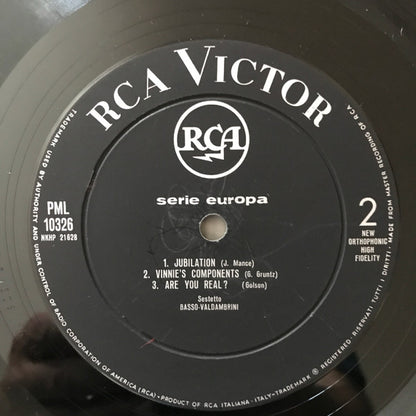 RCA VICTOR
RCA
serie europa
PML
10326
NKHP 21628
2
NEW
ORTHOPHONIC
HIGH
FIDELITY
1. JUBILATION (J. Mance)
2. VINNIE'S COMPONENTS (G. Gruntz)
3. ARE YOU REAL? (Golson)
Sestetto
BASSO-VALDAMBRINI
TRADEMARK USED BY AUTHORITY AND UNDER CONTROL OF RADIO CORPORATION OF AMERICA (RCA) • PRODUCT OF RCA ITALIANA - ITALY - TRADEMARK ® REGISTERED - RISERVATI TUTTI I DIRITTI. / MADE FROM MASTER RECORDING OF RCA